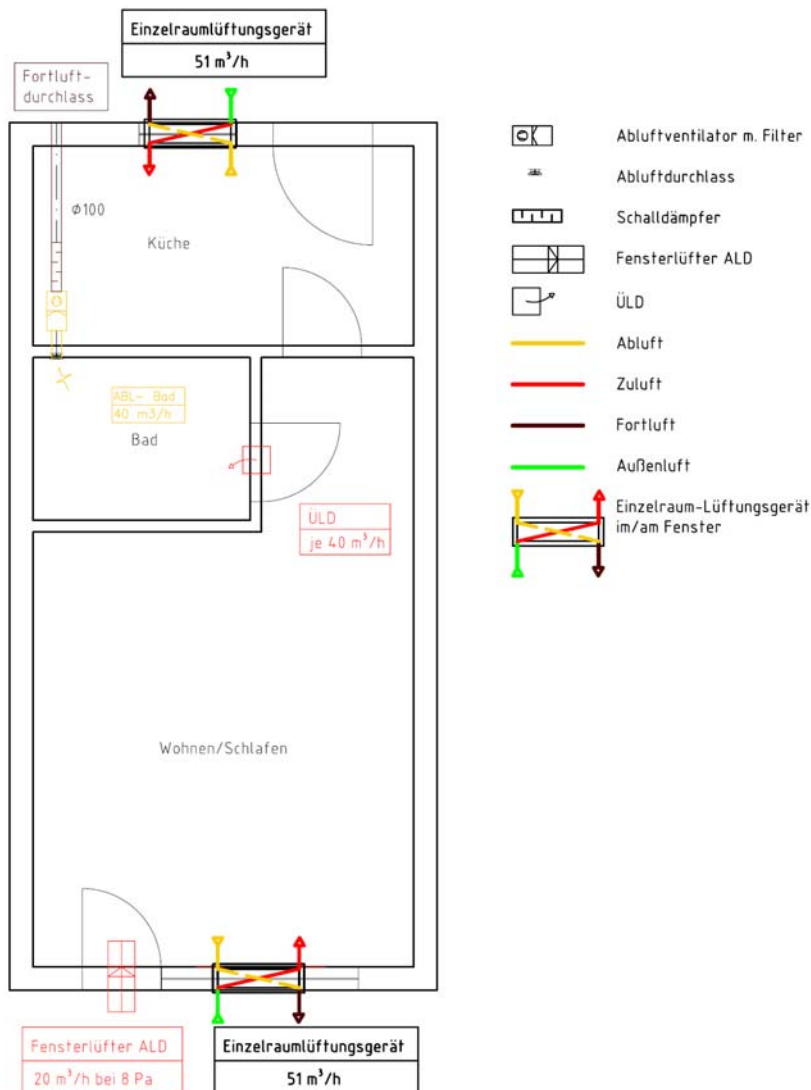 Einzelraumlüftungsgerät
51 m³/h
Fortluft-
durchlass
ϕ100
Küche
ABL- Bad
40 m3/h
Bad
ÜLD
je 40 m³/h
Wohnen/Schlafen
Fensterlüfter ALD
20 m³/h bei 8 Pa
Einzelraumlüftungsgerät
51 m³/h
Abluftventilator m. Filter
Abluftdurchlass
Schalldämpfer
Fensterlüfter ALD
ÜLD
Abluft
Zuluft
Fortluft
Außenluft
Einzelraum-Lüftungsgerät
im/am Fenster